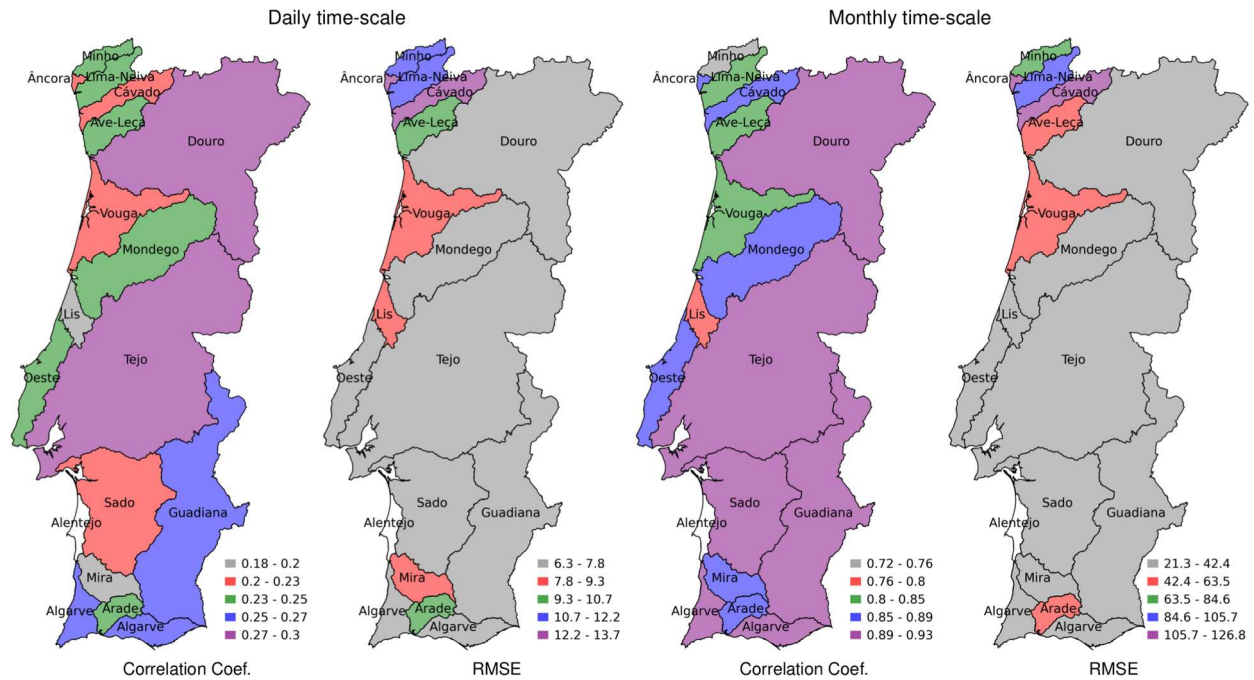 Daily time-scale
Monthly time-scale
Minho
Âncora
Lima-Neiva
Cávado
Ave-Leça
Douro
Vouga
Mondego
Lis
Tejo
Oeste
Sado
Alentejo
Guadiana
Mira
Algarve
Arade
Algarve
0.18 - 0.2
0.2 - 0.23
0.23 - 0.25
0.25 - 0.27
0.27 - 0.3
Correlation Coef.
Minho
Âncora
Lima-Neiva
Cávado
Ave-Leça
Douro
Vouga
Mondego
Lis
Tejo
Oeste
Sado
Alentejo
Guadiana
Mira
Algarve
Arade
Algarve
6.3 - 7.8
7.8 - 9.3
9.3 - 10.7
10.7 - 12.2
12.2 - 13.7
RMSE
Minho
Âncora
Lima-Neiva
Cávado
Ave-Leça
Douro
Vouga
Mondego
Lis
Tejo
Oeste
Sado
Alentejo
Guadiana
Mira
Algarve
Arade
Algarve
0.72 - 0.76
0.76 - 0.8
0.8 - 0.85
0.85 - 0.89
0.89 - 0.93
Correlation Coef.
Minho
Âncora
Lima-Neiva
Cávado
Ave-Leça
Douro
Vouga
Mondego
Lis
Tejo
Oeste
Sado
Alentejo
Guadiana
Mira
Algarve
Arade
Algarve
21.3 - 42.4
42.4 - 63.5
63.5 - 84.6
84.6 - 105.7
105.7 - 126.8
RMSE